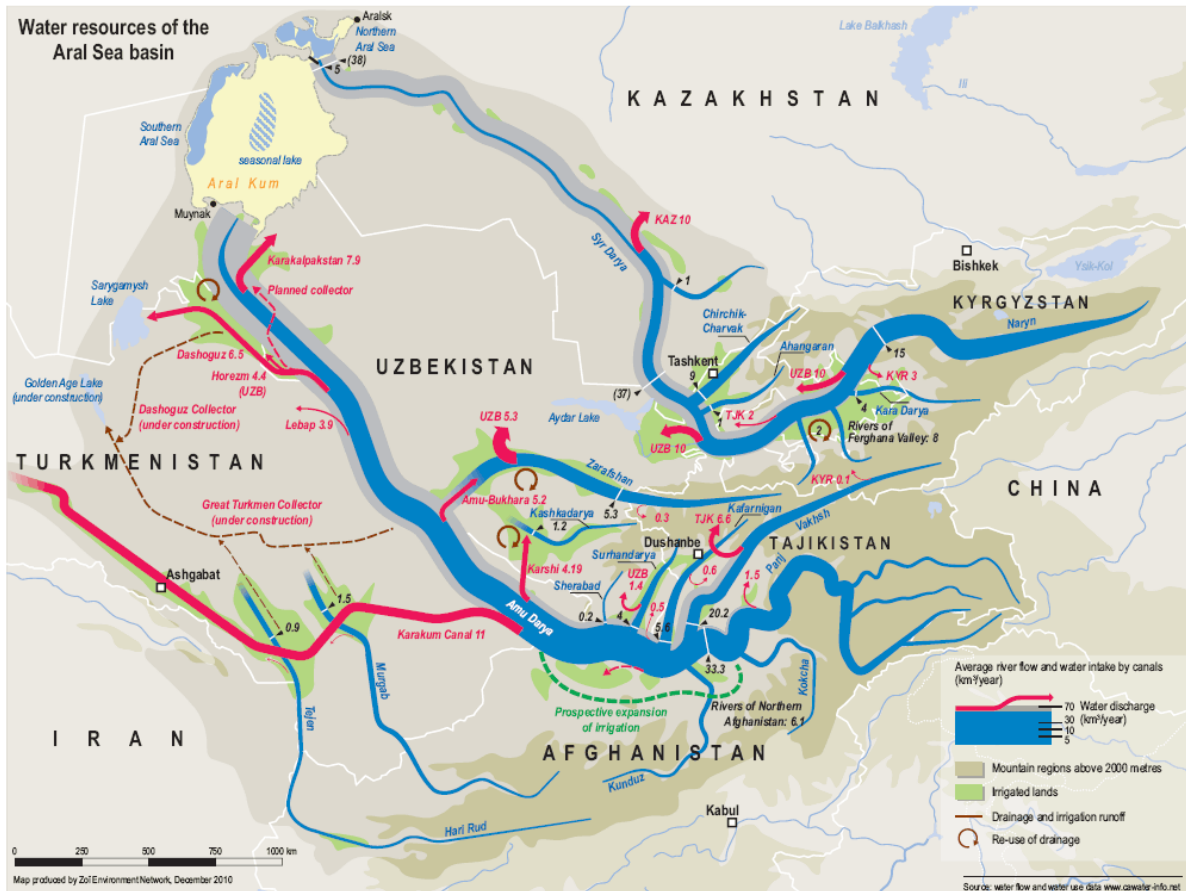 Water resources of the
Aral Sea basin
Aralsk
Northern
Aral Sea
(38)
5
Lake Balkhash
Ili
KAZAKHSTAN
Southern
Aral Sea
seasonal lake
Aral Kum
Muynak
KAZ 10
Syr Darya
Karakalpakstan 7.9
Planned collector
Sarygamysh
Lake
1
Bishkek
Ysik-Kol
KYRGYZSTAN
Naryn
Chirchik-
Charvak
Ahangaran
Tashkent
15
Dashoguz 6.5
UZBEKISTAN
9
UZB 10
KYR 3
Horezm 4.4
(UZB)
Golden Age Lake
(under construction)
(37)
Kara Darya
4
Aydar Lake
TJK 2
1
Dashoguz Collector
(under construction)
Lebap 3.9
UZB 5.3
UZB 10
2
Rivers of
Ferghana Valley: 8
TURKMENISTAN
Zarafshan
KYR 0.1
Amu-Bukhara 5.2
CHINA
Great Turkmen Collector
(under construction)
5.3
Kashkadarya
1.2
0.3
TJK 6.6
Kafarnigan
Vakhsh
Surhandarya
Dushanbe
TAJIKISTAN
Panj
Ashgabat
Karshi 4.19
Sherabad
UZB
1.4
0.6
1.5
1.5
Amu Darya
0.2
4
0.5
5.6
20.2
0.9
Karakum Canal 11
33.3
Murgab
Tejen
Kokcha
Prospective expansion
of irrigation
Rivers of Northern
Afghanistan: 6.1
IRAN
AFGHANISTAN
Kunduz
Kabul
Hari Rud
Average river flow and water intake by canals
(km³/year)
70
Water discharge
30
(km³/year)
10
5
Mountain regions above 2000 metres
Irrigated lands
Drainage and irrigation runoff
Re-use of drainage
0 250 500 750 1000 km
Map produced by Zoï Environment Network, December 2010
Source: water flow and water use data www.cawater-info.net